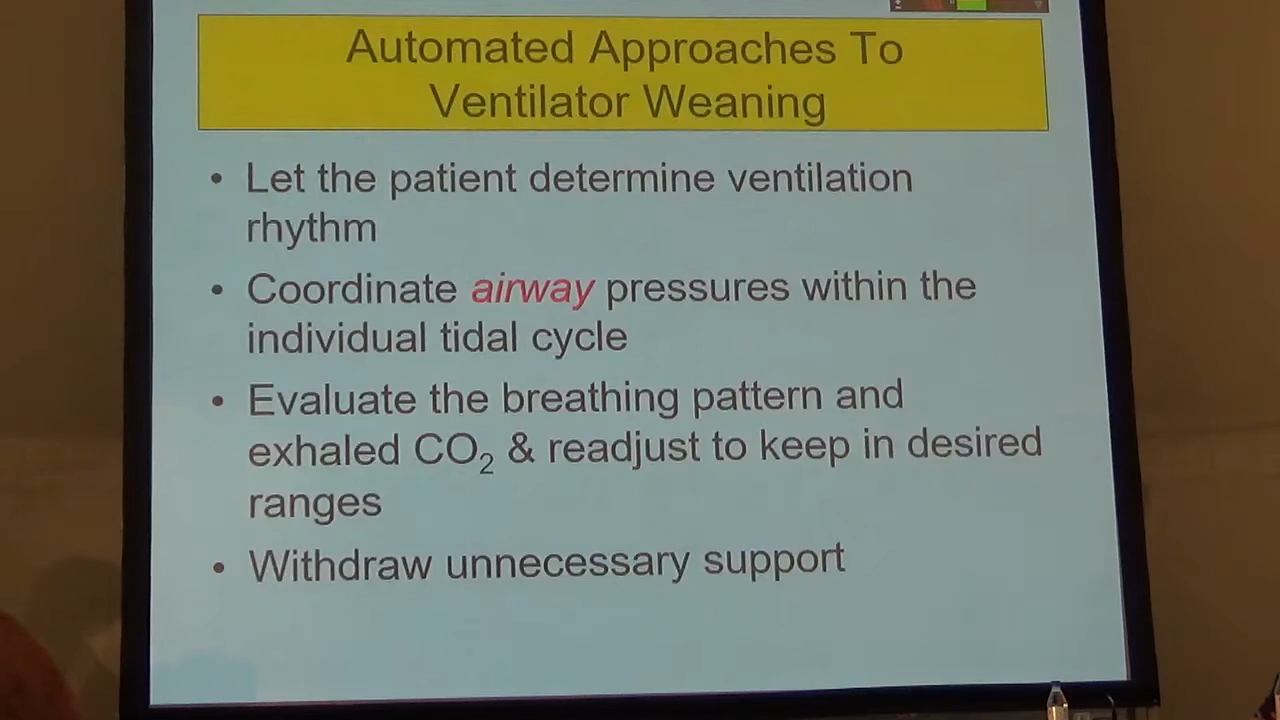 Automated Approaches To
Ventilator Weaning
• Let the patient determine ventilation
rhythm
• Coordinate airway pressures within the
individual tidal cycle
• Evaluate the breathing pattern and
exhaled CO₂ & readjust to keep in desired
ranges
• Withdraw unnecessary support